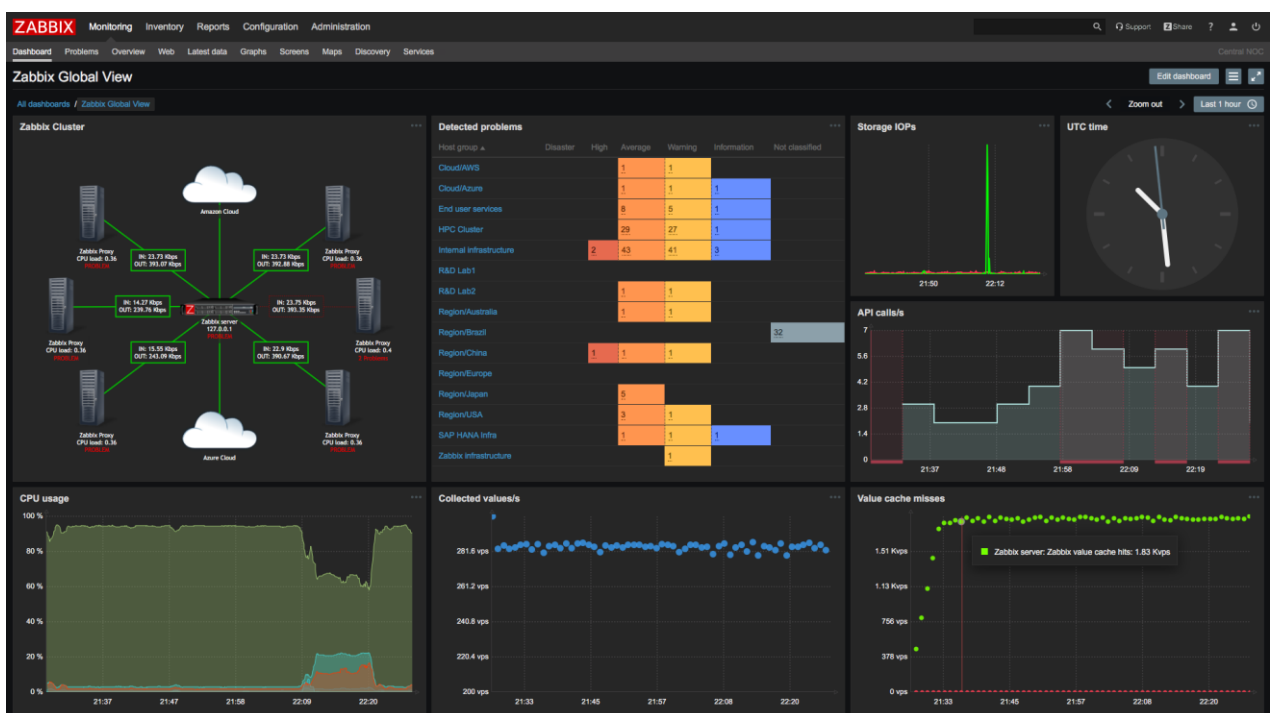 ZABBIX Monitoring Inventory Reports Configuration Administration Support Share ?
Dashboard Problems Overview Web Latest data Graphs Screens Maps Discovery Services Central NOC
Zabbix Global View Edit dashboard
All dashboards / Zabbix Global View Zoom out Last 1 hour
Zabbix Cluster
Amazon Cloud
Zabbix Proxy
CPU load: 0.36
PROBLEM
IN: 23.73 Kbps
OUT: 393.07 Kbps
IN: 23.73 Kbps
OUT: 392.88 Kbps
Zabbix Proxy
CPU load: 0.36
PROBLEM
IN: 14.27 Kbps
OUT: 239.76 Kbps
Z
Zabbix server
127.0.0.1
PROBLEM
IN: 23.75 Kbps
OUT: 393.35 Kbps
Zabbix Proxy
CPU load: 0.36
PROBLEM
IN: 15.55 Kbps
OUT: 243.09 Kbps
IN: 22.9 Kbps
OUT: 390.67 Kbps
Zabbix Proxy
CPU load: 0.4
Zabbix Proxy
CPU load: 0.36
PROBLEM
Azure Cloud
Zabbix Proxy
CPU load: 0.36
PROBLEM
Detected problems
Host group ▲ Disaster High Average Warning Information Not classified
Cloud/AWS 1 1
Cloud/Azure 1 1 1
End user services 8 5 1
HPC Cluster 29 27 1
Internal infrastructure 2 43 41 3
R&D Lab1
R&D Lab2 1 1
Region/Australia 1 1
Region/Brazil 32
Region/China 1 1 1
Region/Europe
Region/Japan 5
Region/USA 3 1
SAP HANA Infra 1 1 1
Zabbix infrastructure 1
Storage IOPs
21:50 22:12
UTC time
API calls/s
7
5.6
4.2
2.8
1.4
0
21:37 21:48 21:58 22:09 22:19
CPU usage
100 %
80 %
60 %
40 %
20 %
0 %
21:37 21:47 21:58 22:09 22:20
Collected values/s
281.6 vps
261.2 vps
240.8 vps
220.4 vps
200 vps
21:33 21:45 21:57 22:08 22:20
Value cache misses
1.51 Kvps
Zabbix server: Zabbix value cache hits: 1.83 Kvps
1.13 Kvps
756 vps
378 vps
0 vps
21:33 21:45 21:57 22:08 22:20